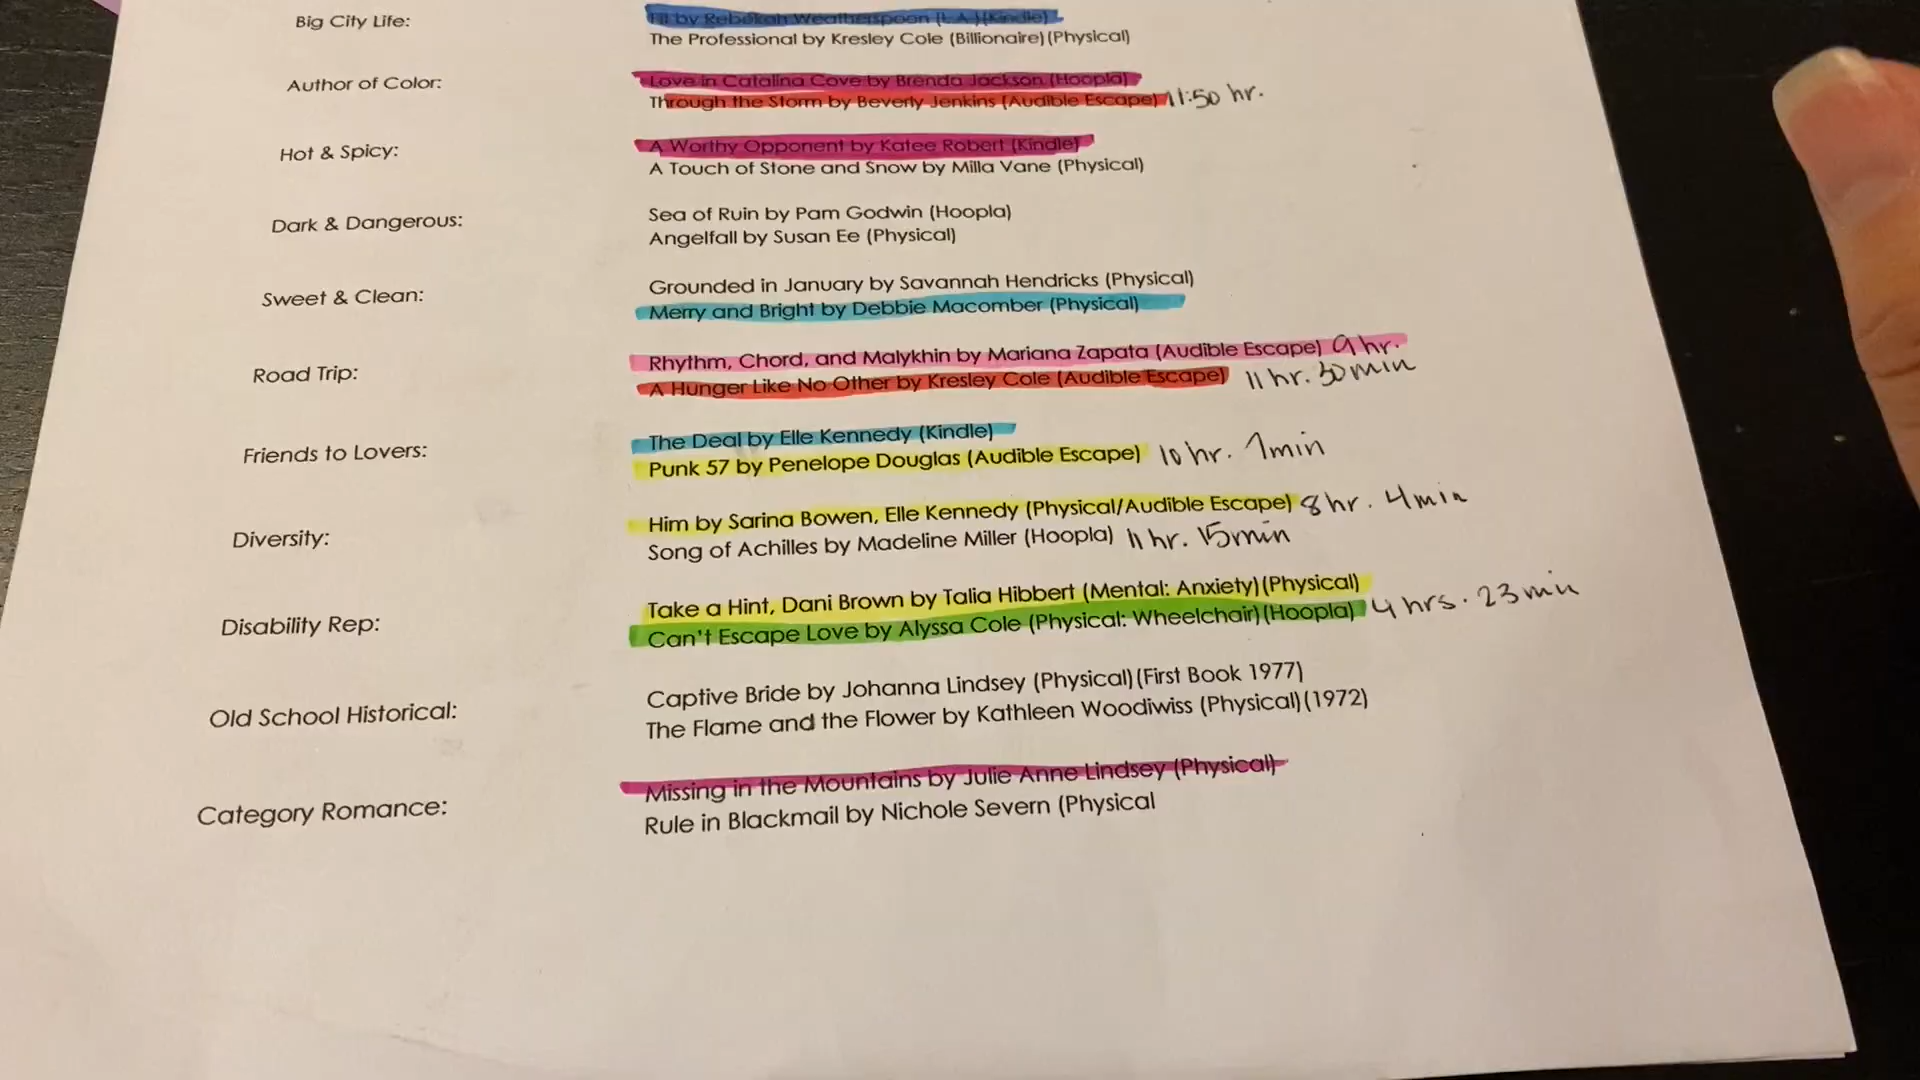 Big City Life:
Fit by Rebekah Weatherspoon (L.A.)(Kindle)
The Professional by Kresley Cole (Billionaire)(Physical)
Author of Color:
Love in Catalina Cove by Brenda Jackson (Hoopla)
Through the Storm by Beverly Jenkins (Audible Escape) 11:50 hr.
Hot & Spicy:
A Worthy Opponent by Katee Robert (Kindle)
A Touch of Stone and Snow by Milla Vane (Physical)
Dark & Dangerous:
Sea of Ruin by Pam Godwin (Hoopla)
Angelfall by Susan Ee (Physical)
Sweet & Clean:
Grounded in January by Savannah Hendricks (Physical)
Merry and Bright by Debbie Macomber (Physical)
Road Trip:
Rhythm, Chord, and Malykhin by Mariana Zapata (Audible Escape) 9 hr.
A Hunger Like No Other by Kresley Cole (Audible Escape) 11 hr. 30 min
Friends to Lovers:
The Deal by Elle Kennedy (Kindle)
Punk 57 by Penelope Douglas (Audible Escape) 10 hr. 7min
Diversity:
Him by Sarina Bowen, Elle Kennedy (Physical/Audible Escape) 8 hr. 4 min
Song of Achilles by Madeline Miller (Hoopla) 11 hr. 15min
Disability Rep:
Take a Hint, Dani Brown by Talia Hibbert (Mental: Anxiety)(Physical)
Can't Escape Love by Alyssa Cole (Physical: Wheelchair)(Hoopla) 4 hrs. 23 min
Old School Historical:
Captive Bride by Johanna Lindsey (Physical)(First Book 1977)
The Flame and the Flower by Kathleen Woodiwiss (Physical)(1972)
Category Romance:
Missing in the Mountains by Julie Anne Lindsey (Physical)
Rule in Blackmail by Nichole Severn (Physical